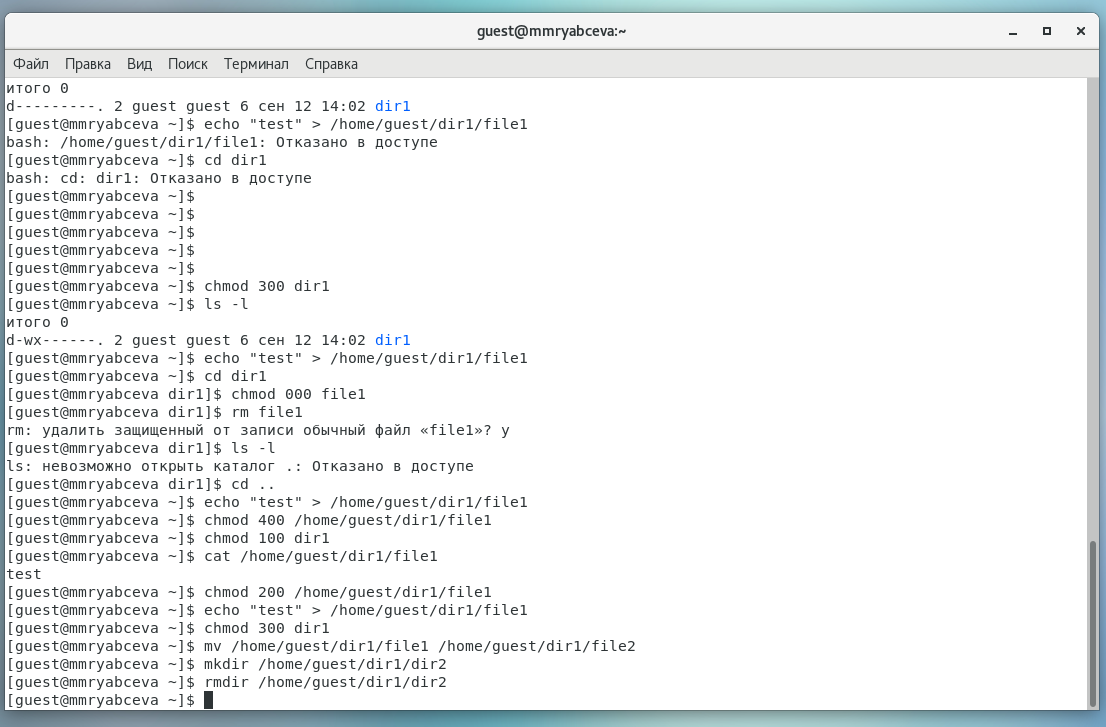 guest@mmryabceva:~
Файл Правка Вид Поиск Терминал Справка
итого 0
d---------. 2 guest guest 6 сен 12 14:02 dir1
[guest@mmryabceva ~]$ echo "test" > /home/guest/dir1/file1
bash: /home/guest/dir1/file1: Отказано в доступе
[guest@mmryabceva ~]$ cd dir1
bash: cd: dir1: Отказано в доступе
[guest@mmryabceva ~]$
[guest@mmryabceva ~]$
[guest@mmryabceva ~]$
[guest@mmryabceva ~]$
[guest@mmryabceva ~]$
[guest@mmryabceva ~]$ chmod 300 dir1
[guest@mmryabceva ~]$ ls -l
итого 0
d-wx------. 2 guest guest 6 сен 12 14:02 dir1
[guest@mmryabceva ~]$ echo "test" > /home/guest/dir1/file1
[guest@mmryabceva ~]$ cd dir1
[guest@mmryabceva dir1]$ chmod 000 file1
[guest@mmryabceva dir1]$ rm file1
rm: удалить защищенный от записи обычный файл «file1»? y
[guest@mmryabceva dir1]$ ls -l
ls: невозможно открыть каталог .: Отказано в доступе
[guest@mmryabceva dir1]$ cd ..
[guest@mmryabceva ~]$ echo "test" > /home/guest/dir1/file1
[guest@mmryabceva ~]$ chmod 400 /home/guest/dir1/file1
[guest@mmryabceva ~]$ chmod 100 dir1
[guest@mmryabceva ~]$ cat /home/guest/dir1/file1
test
[guest@mmryabceva ~]$ chmod 200 /home/guest/dir1/file1
[guest@mmryabceva ~]$ echo "test" > /home/guest/dir1/file1
[guest@mmryabceva ~]$ chmod 300 dir1
[guest@mmryabceva ~]$ mv /home/guest/dir1/file1 /home/guest/dir1/file2
[guest@mmryabceva ~]$ mkdir /home/guest/dir1/dir2
[guest@mmryabceva ~]$ rmdir /home/guest/dir1/dir2
[guest@mmryabceva ~]$